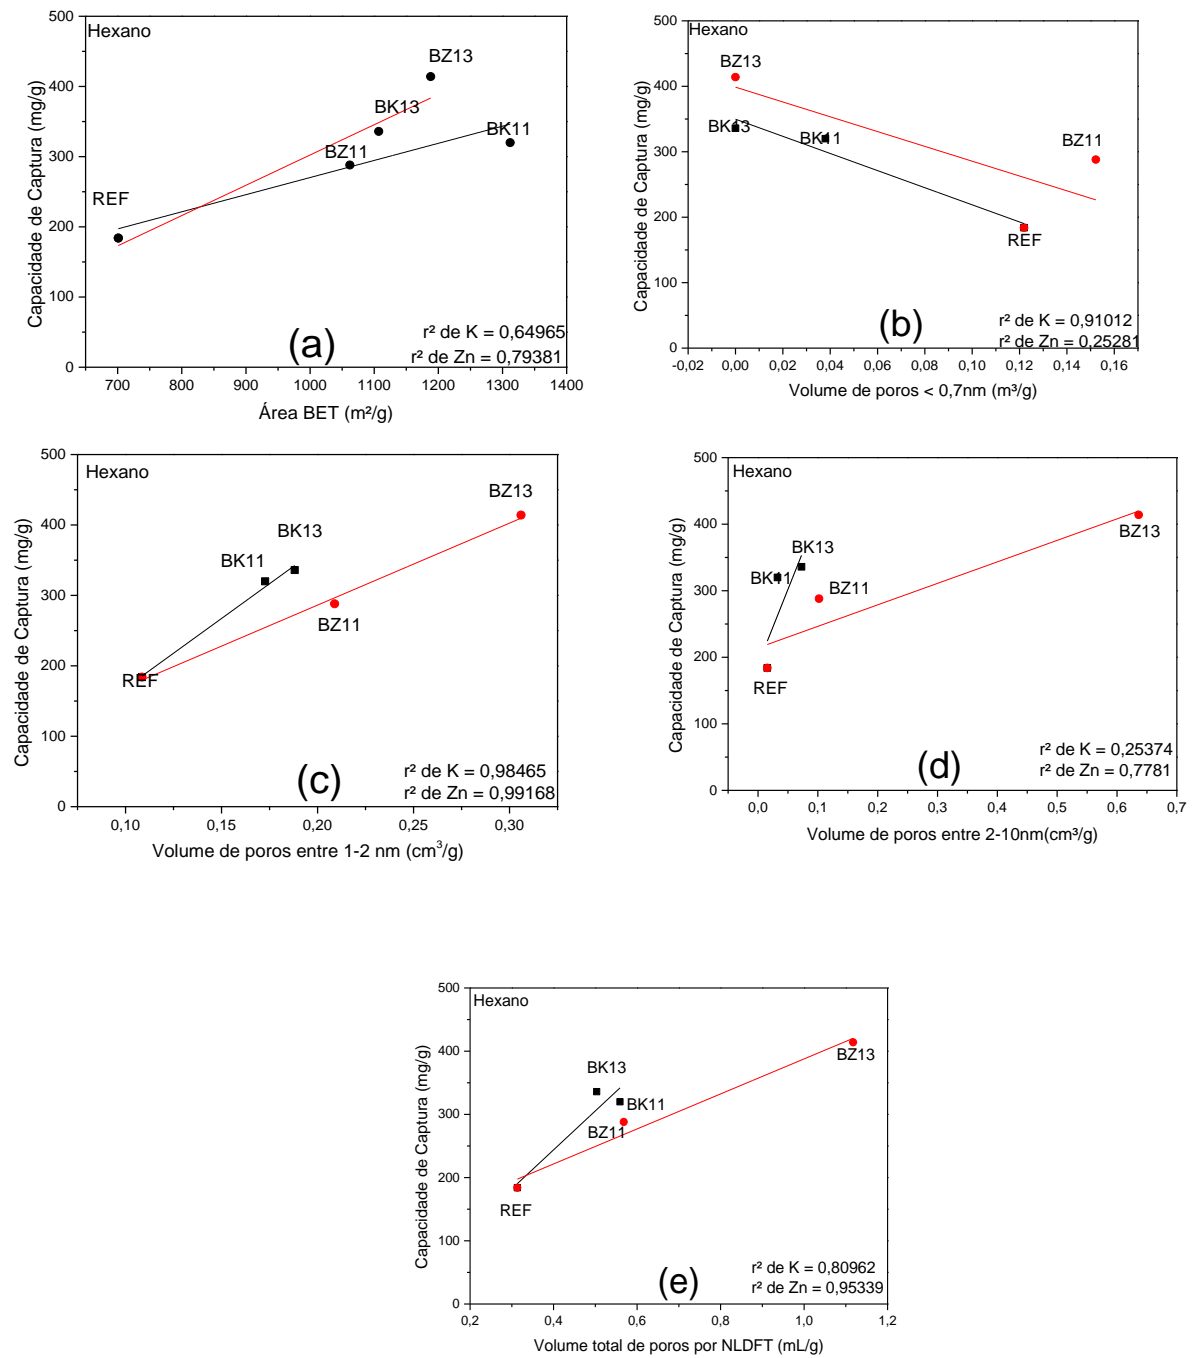 Hexano
500
400
300
200
100
0
Capacidade de Captura (mg/g)
BZ13
BK13
BK11
BZ11
REF
(a)
r² de K = 0,64965
r² de Zn = 0,79381
700 800 900 1000 1100 1200 1300 1400
Área BET (m²/g)
Hexano
500
400
300
200
100
0
Capacidade de Captura (mg/g)
BZ13
BK13
BK11
BZ11
REF
(b)
r² de K = 0,91012
r² de Zn = 0,25281
-0,02 0,00 0,02 0,04 0,06 0,08 0,10 0,12 0,14 0,16
Volume de poros < 0,7nm (m³/g)
Hexano
500
400
300
200
100
0
Capacidade de Captura (mg/g)
BZ13
BK13
BK11
BZ11
REF
(c)
r² de K = 0,98465
r² de Zn = 0,99168
0,10 0,15 0,20 0,25 0,30
Volume de poros entre 1-2 nm (cm³/g)
Hexano
500
400
300
200
100
0
Capacidade de Captura (mg/g)
BZ13
BK13
BK11
BZ11
REF
(d)
r² de K = 0,25374
r² de Zn = 0,7781
0,0 0,1 0,2 0,3 0,4 0,5 0,6 0,7
Volume de poros entre 2-10nm(cm³/g)
Hexano
500
400
300
200
100
0
Capacidade de Captura (mg/g)
BZ13
BK13
BK11
BZ11
REF
(e)
r² de K = 0,80962
r² de Zn = 0,95339
0,2 0,4 0,6 0,8 1,0 1,2
Volume total de poros por NLDFT (mL/g)